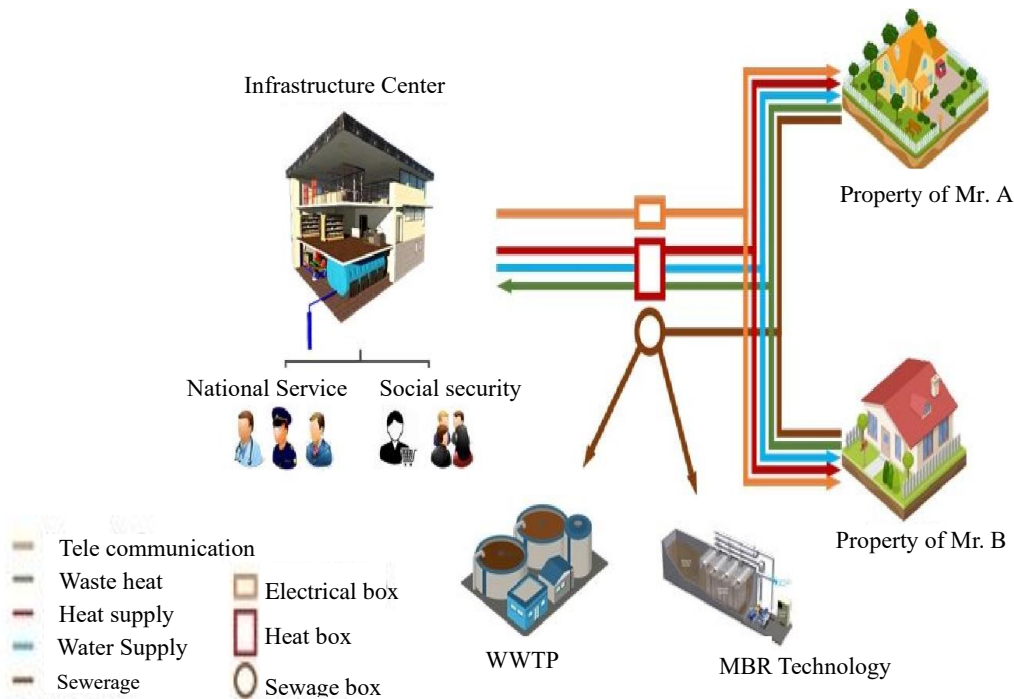 Infrastructure Center
Property of Mr. A
National Service
Social security
Property of Mr. B
WWTP
MBR Technology
Tele communication
Waste heat
Heat supply
Water Supply
Sewerage
Electrical box
Heat box
Sewage box